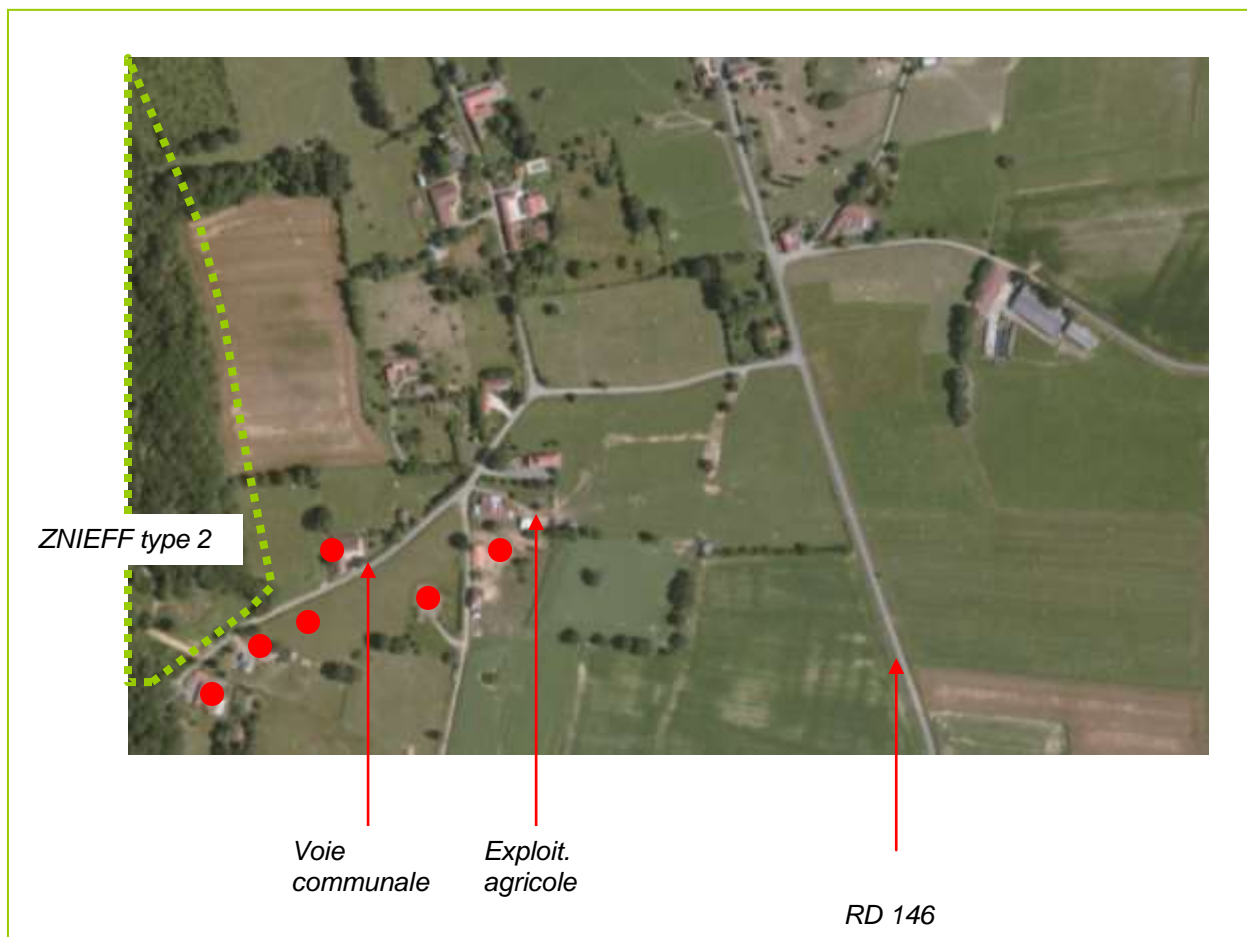 ZNIEFF type 2
Voie
communale
Exploit.
agricole
RD 146